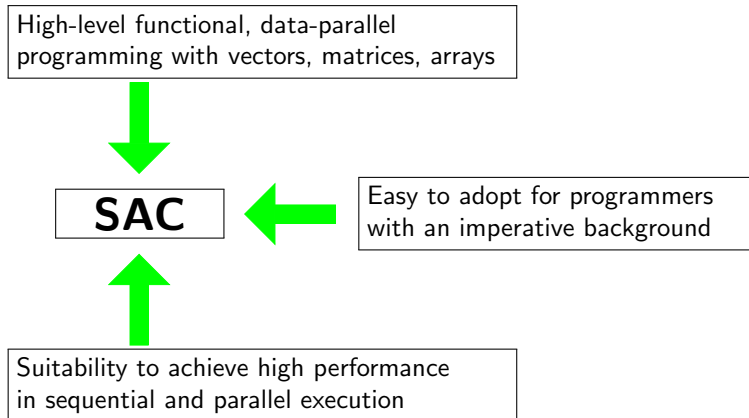 High-level functional, data-parallel
programming with vectors, matrices, arrays
SAC
Easy to adopt for programmers
with an imperative background
Suitability to achieve high performance
in sequential and parallel execution